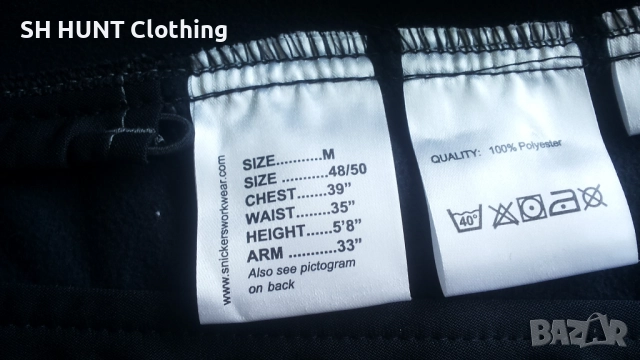 SH HUNT Clothing
www.snickersworkwear.com
SIZE...........M
SIZE ...........48/50
CHEST.......39”
WAIST........35”
HEIGHT......5’8”
ARM ...........33”
Also see pictogram
on back
QUALITY: 100% Polyester
40°
BAZAR